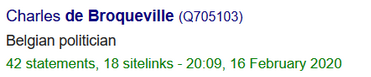 Charles de Broqueville (Q705103)
Belgian politician
42 statements, 18 sitelinks - 20:09, 16 February 2020